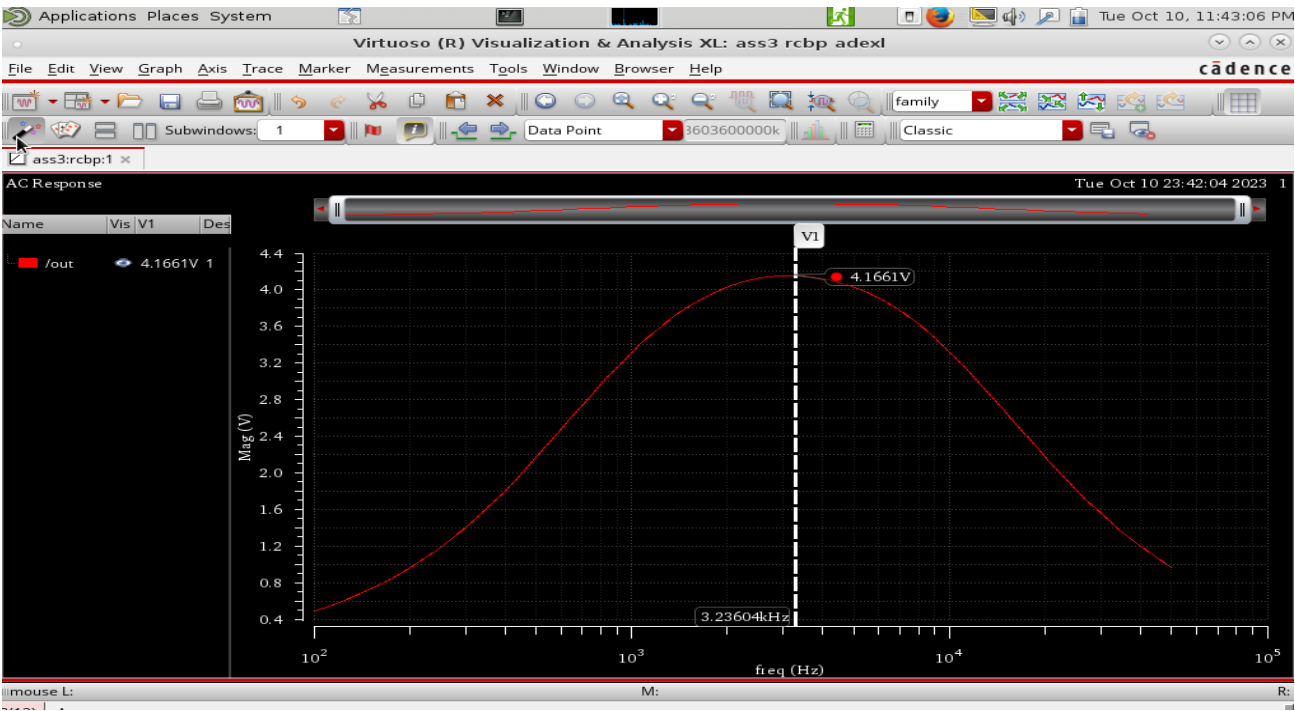 Applications Places System Tue Oct 10, 11:43:06 PM
Virtuoso (R) Visualization & Analysis XL: ass3 rcbp adexl
File Edit View Graph Axis Trace Marker Measurements Tools Window Browser Help cādence
family
Subwindows: 1 Data Point 3603600000k Classic
ass3:rcbp:1
AC Response Tue Oct 10 23:42:04 2023 1
Name Vis V1 Des
V1
/out 4.1661V 1
4.1661V
4.4
4.0
3.6
3.2
2.8
2.4
2.0
1.6
1.2
0.8
0.4
Mag (V)
3.23604kHz
10² 10³ 10⁴ 10⁵
freq (Hz)
mouse L: M: R: